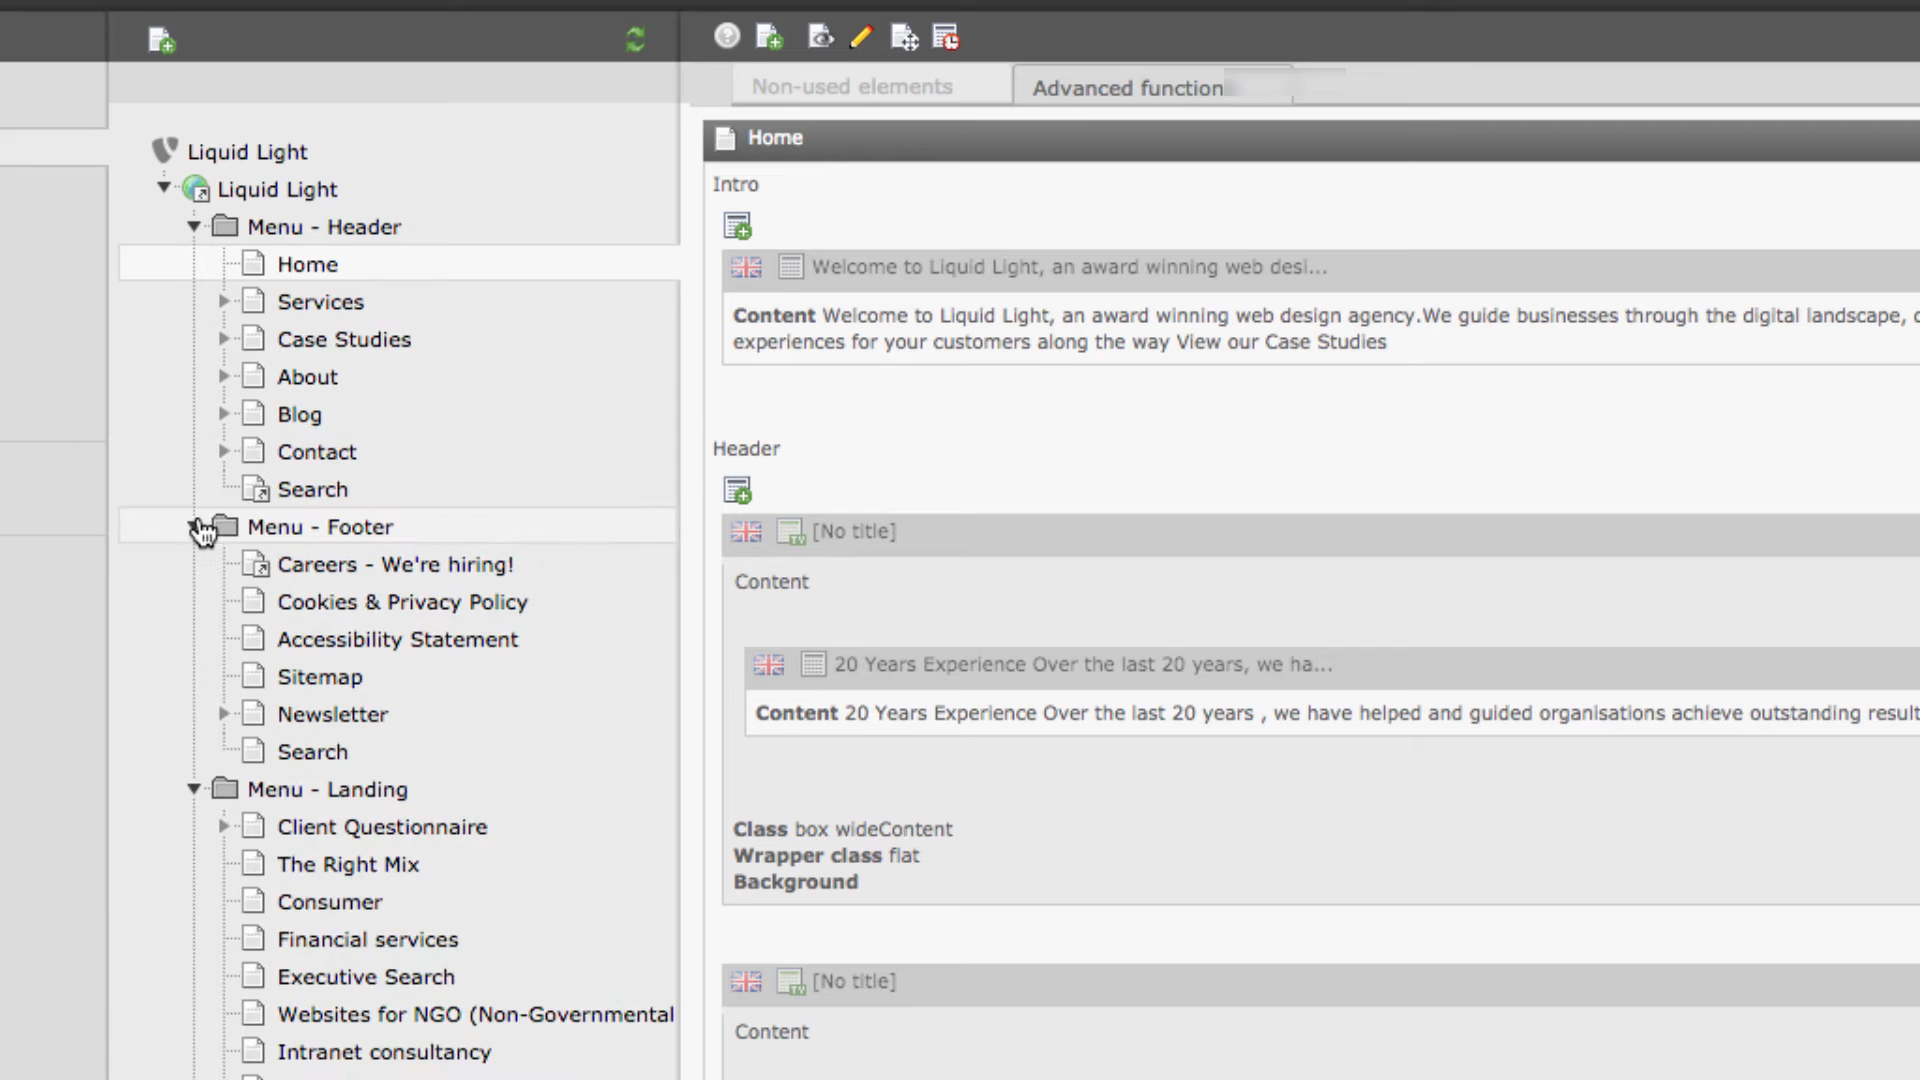 Non-used elements
Advanced function
Liquid Light
Liquid Light
Menu - Header
Home
Services
Case Studies
About
Blog
Contact
Search
Menu - Footer
Careers - We're hiring!
Cookies & Privacy Policy
Accessibility Statement
Sitemap
Newsletter
Search
Menu - Landing
Client Questionnaire
The Right Mix
Consumer
Financial services
Executive Search
Websites for NGO (Non-Governmental
Intranet consultancy
Home
Intro
Welcome to Liquid Light, an award winning web desi...
Content Welcome to Liquid Light, an award winning web design agency.We guide businesses through the digital landscape,
experiences for your customers along the way View our Case Studies
Header
[No title]
Content
20 Years Experience Over the last 20 years, we ha...
Content 20 Years Experience Over the last 20 years , we have helped and guided organisations achieve outstanding result
Class box wideContent
Wrapper class flat
Background
[No title]
Content